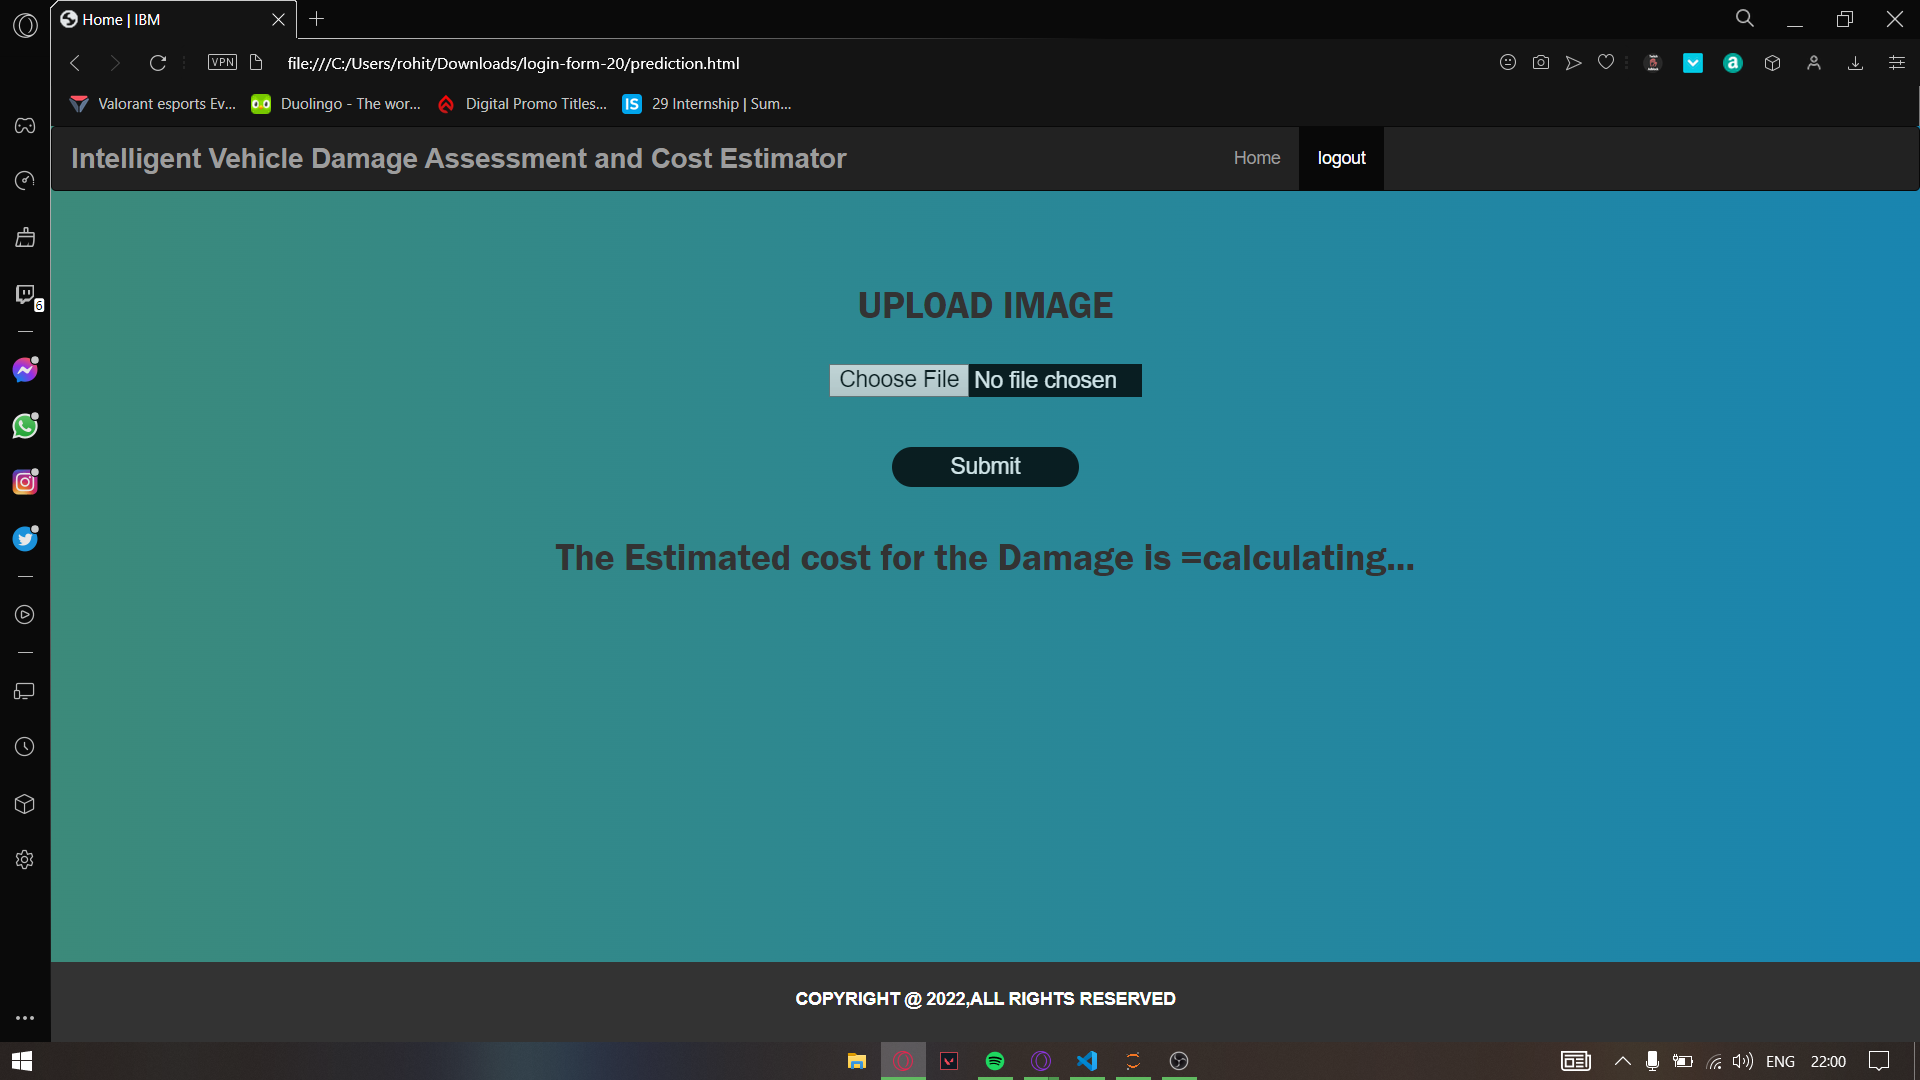 Home | IBM
VPN
file:///C:/Users/rohit/Downloads/login-form-20/prediction.html
a
Valorant esports Ev...
Duolingo - The wor...
Digital Promo Titles...
IS
29 Internship | Sum...
Intelligent Vehicle Damage Assessment and Cost Estimator
Home
logout
6
UPLOAD IMAGE
Choose File
No file chosen
Submit
The Estimated cost for the Damage is =calculating...
COPYRIGHT @ 2022,ALL RIGHTS RESERVED
ENG
22:00